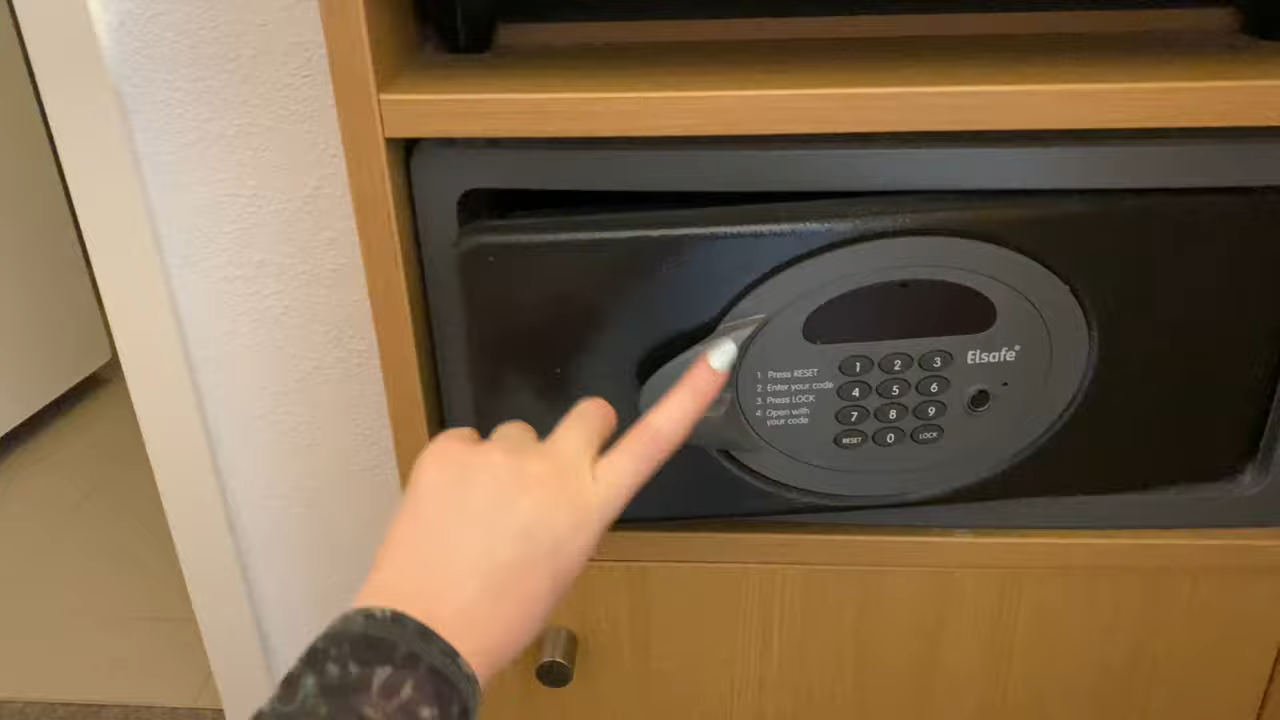 1. Press RESET
2. Enter your code
3. Press LOCK
4. Open with
your code
1 2 3
4 5 6
7 8 9
RESET 0 LOCK
Elsafe®